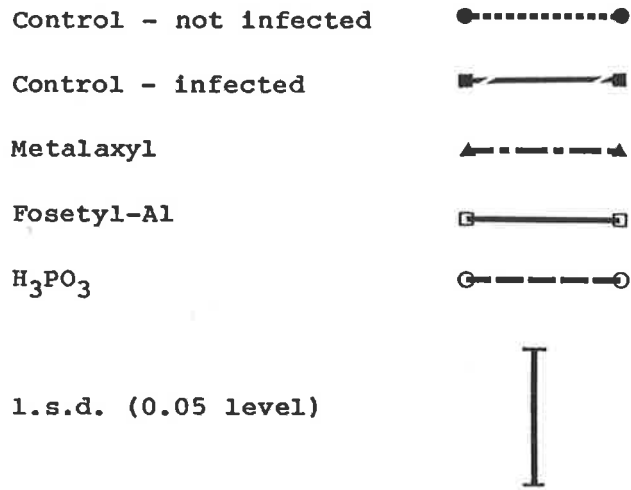 Control - not infected
Control - infected
Metalaxyl
Fosetyl-Al
H₃PO₃
l.s.d. (0.05 level)